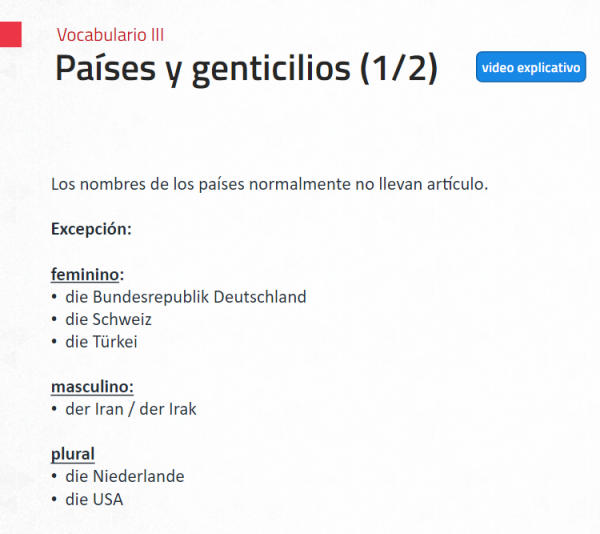 Vocabulario III
Países y genticilios (1/2)
video explicativo
Los nombres de los países normalmente no llevan artículo.
Excepción:
feminino:
• die Bundesrepublik Deutschland
• die Schweiz
• die Türkei
masculino:
• der Iran / der Irak
plural
• die Niederlande
• die USA